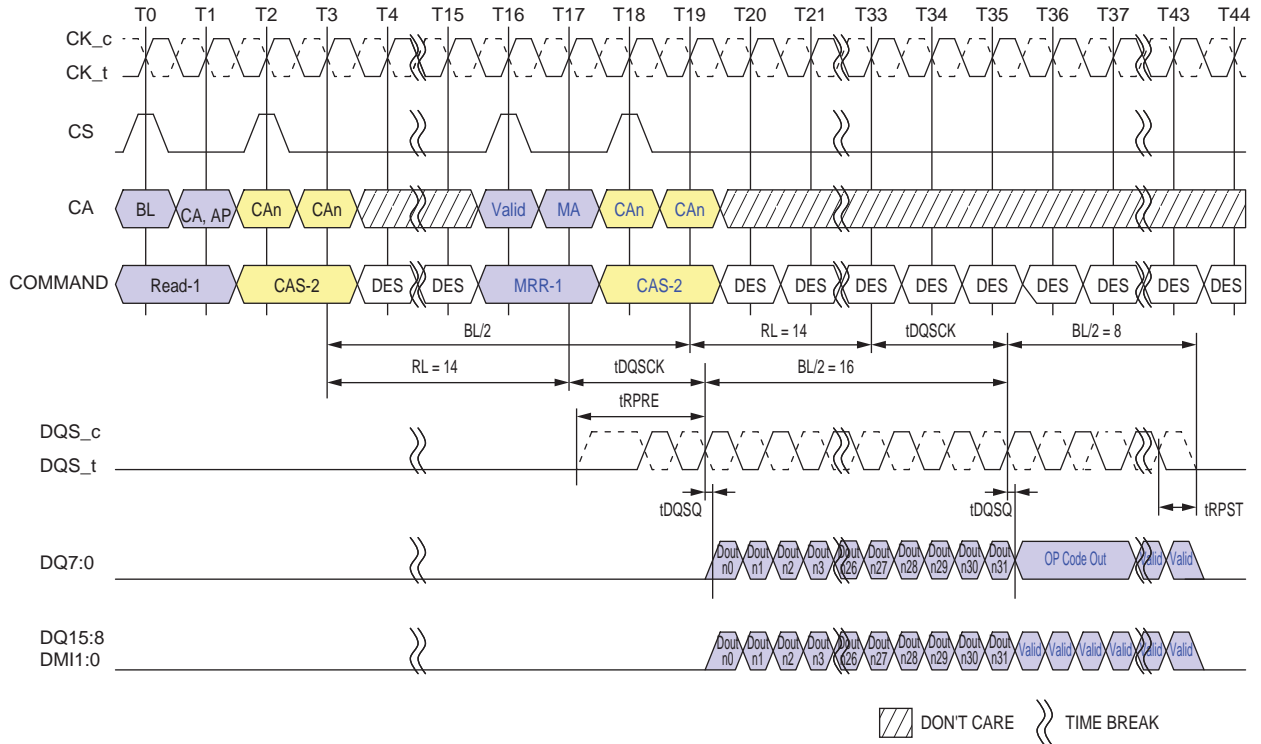 T0 T1 T2 T3 T4 T15 T16 T17 T18 T19 T20 T21 T33 T34 T35 T36 T37 T43 T44
CK_c
CK_t
CS
CA BL CA, AP CAn CAn Valid MA CAn CAn
COMMAND Read-1 CAS-2 DES DES MRR-1 CAS-2 DES DES DES DES DES DES DES DES DES
BL/2 RL = 14 tDQSCK BL/2 = 8
RL = 14 tDQSCK BL/2 = 16
tRPRE
DQS_c
DQS_t
tDQSQ tDQSQ tRPST
DQ7:0 Dout n0 Dout n1 Dout n2 Dout n3 Dout n26 Dout n27 Dout n28 Dout n29 Dout n30 Dout n31 OP Code Out Valid Valid
DQ15:8
DMI1:0 Dout n0 Dout n1 Dout n2 Dout n3 Dout n26 Dout n27 Dout n28 Dout n29 Dout n30 Dout n31 Valid Valid Valid Valid Valid Valid
DON'T CARE TIME BREAK